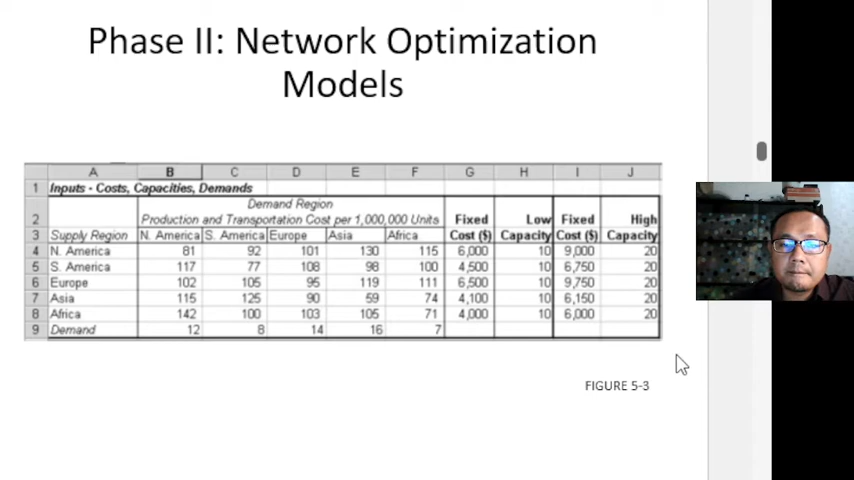 Phase II: Network Optimization
Models
A B C D E F G H I J
1 Inputs - Costs, Capacities, Demands
Demand Region
2 Production and Transportation Cost per 1,000,000 Units Fixed Low Fixed High
3 Supply Region N. America S. America Europe Asia Africa Cost ($) Capacity Cost ($) Capacity
4 N. America 81 92 101 130 115 6,000 10 9,000 20
5 S. America 117 77 108 98 100 4,500 10 6,750 20
6 Europe 102 105 95 119 111 6,500 10 9,750 20
7 Asia 115 125 90 59 74 4,100 10 6,150 20
8 Africa 142 100 103 105 71 4,000 10 6,000 20
9 Demand 12 8 14 16 7
FIGURE 5-3